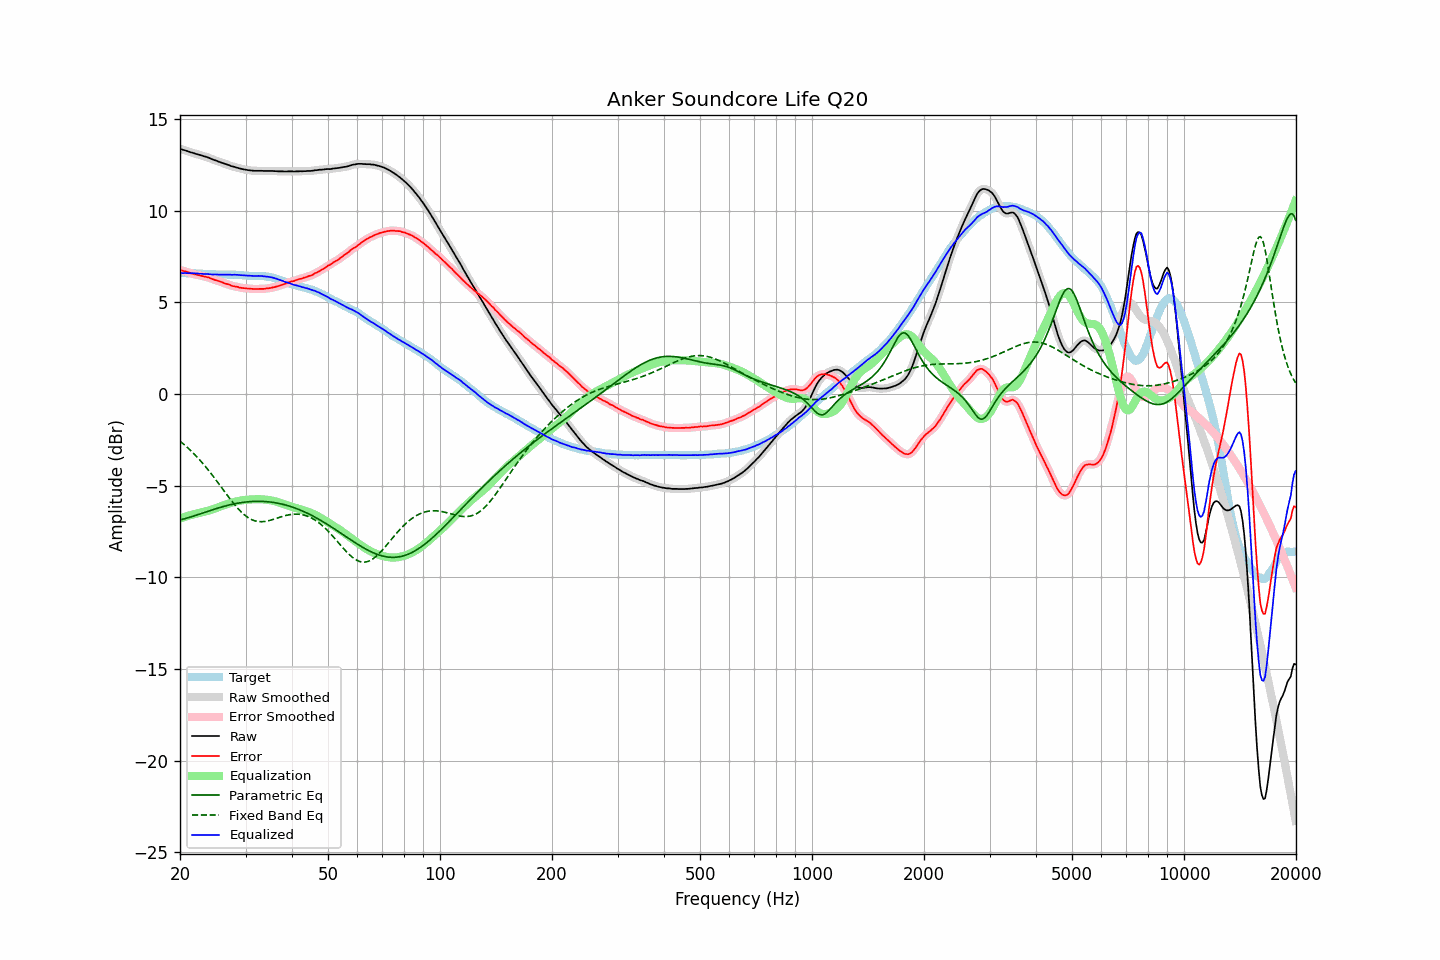 Anker Soundcore Life Q20
Amplitude (dBr)
15
10
5
0
−5
−10
−15
−20
−25
Target
Raw Smoothed
Error Smoothed
Raw
Error
Equalization
Parametric Eq
Fixed Band Eq
Equalized
20 50 100 200 500 1000 2000 5000 10000 20000
Frequency (Hz)